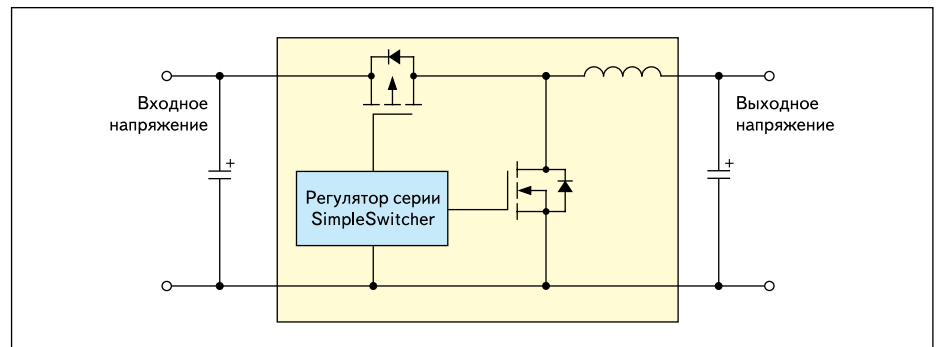 Входное
напряжение
Выходное
напряжение
+
+
Регулятор серии
SimpleSwitcher